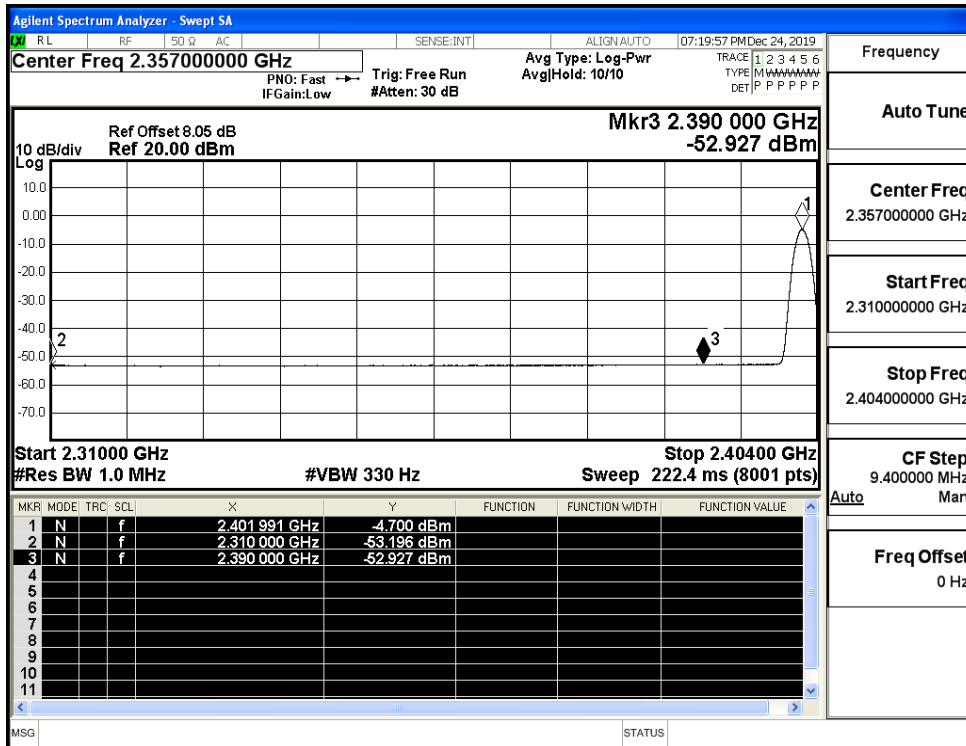 Agilent Spectrum Analyzer - Swept SA
LXI RL RF 50 Ω AC SENSE:INT ALIGN AUTO 07:19:57 PM Dec 24, 2019
Center Freq 2.357000000 GHz
PNO: Fast
IFGain:Low
Trig: Free Run
#Atten: 30 dB
Avg Type: Log-Pwr
Avg|Hold: 10/10
TRACE 1 2 3 4 5 6
TYPE M WWWWW
DET P P P P P P
Mkr3 2.390 000 GHz
-52.927 dBm
Ref Offset 8.05 dB
10 dB/div Ref 20.00 dBm
Log
10.0
0.00
-10.0
-20.0
-30.0
-40.0
-50.0
-60.0
-70.0
1
2
3
Start 2.31000 GHz Stop 2.40400 GHz
#Res BW 1.0 MHz #VBW 330 Hz Sweep 222.4 ms (8001 pts)
MKR MODE TRC SCL X Y FUNCTION FUNCTION WIDTH FUNCTION VALUE
1 N f 2.401 991 GHz -4.700 dBm
2 N f 2.310 000 GHz -53.196 dBm
3 N f 2.390 000 GHz -52.927 dBm
4
5
6
7
8
9
10
11
MSG STATUS
Frequency
Auto Tune
Center Freq
2.357000000 GHz
Start Freq
2.310000000 GHz
Stop Freq
2.404000000 GHz
CF Step
9.400000 MHz
Auto Man
Freq Offset
0 Hz